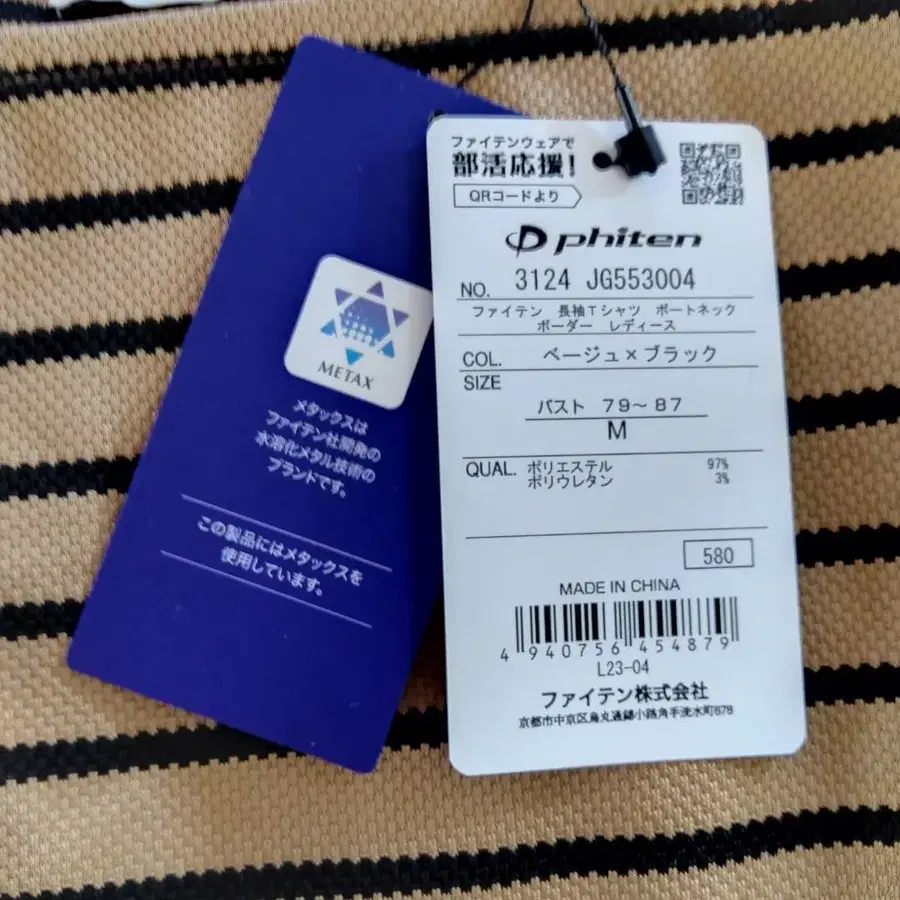 METAX
メタックスは
ファイテン社開発の
水溶化メタル技術の
ブランドです。
この製品にはメタックスを
使用しています。
ファイテンウェアで
部活応援!
QRコードより
phiten
NO. 3124 JG553004
ファイテン 長袖Tシャツ ボートネック
ボーダー レディース
COL. ベージュ×ブラック
SIZE
バスト 79～87
M
QUAL. ポリエステル 97%
ポリウレタン 3%
580
MADE IN CHINA
4 940756 454879
L23-04
ファイテン株式会社
京都市中京区烏丸通錦小路角手洗水町678